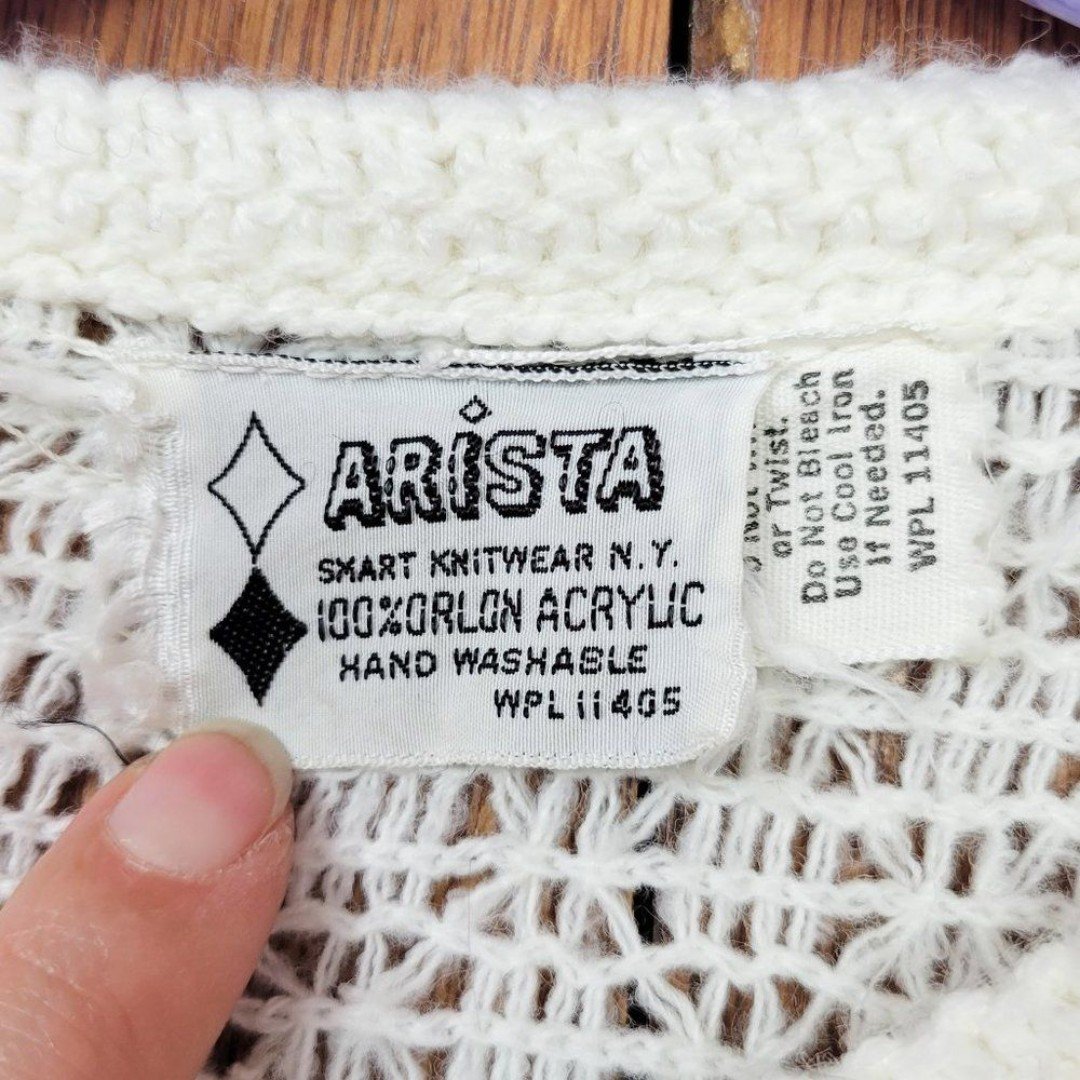 ARISTA
SMART KNITWEAR N.Y.
100% ORLON ACRYLIC
HAND WASHABLE
WPL 11405
or Twist.
Do Not Bleach
Use Cool Iron
If Needed.
WPL 11405